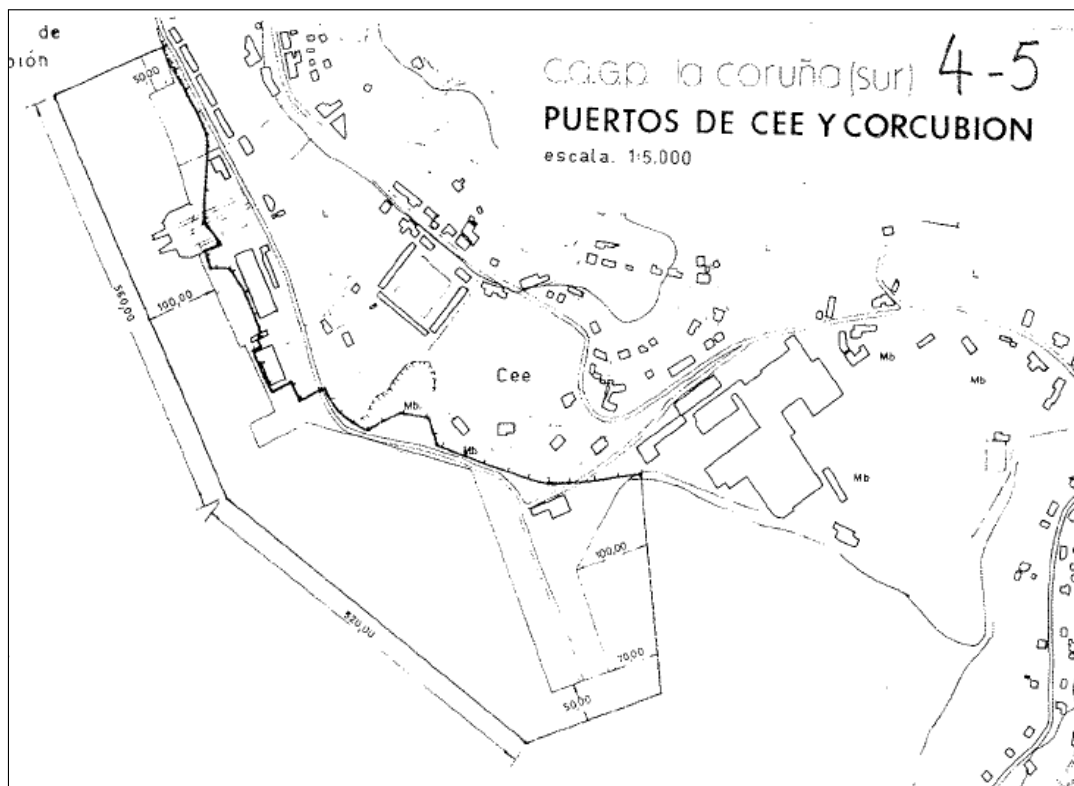 de
c.a.g.p. la coruña (sur) 4-5
PUERTOS DE CEE Y CORCUBION
escala. 1:5.000
50,00
560,00
100,00
Cee
Mb.
Mb
Mb
Mb
Mb
100,00
520,00
70,00
50,00